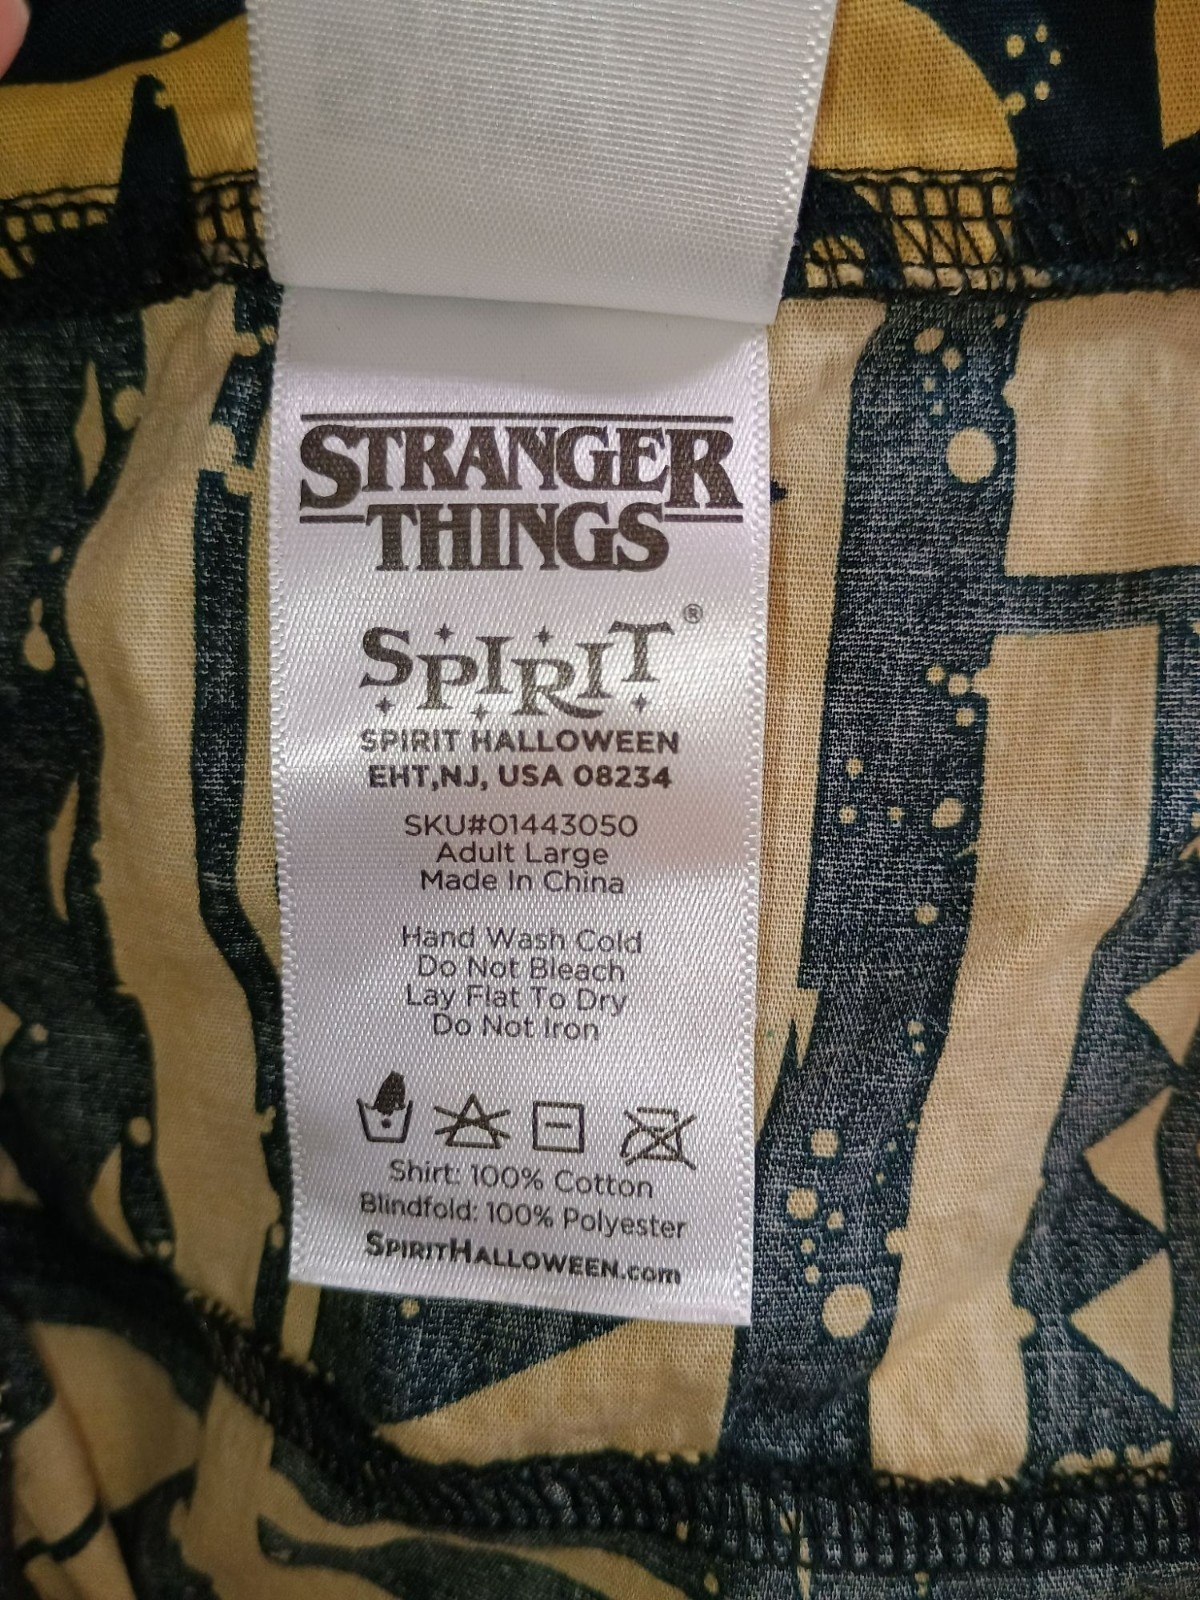 STRANGER
THINGS
SPIRIT®
SPIRIT HALLOWEEN
EHT,NJ, USA 08234
SKU#01443050
Adult Large
Made In China
Hand Wash Cold
Do Not Bleach
Lay Flat To Dry
Do Not Iron
Shirt: 100% Cotton
Blindfold: 100% Polyester
SPIRITHALLOWEEN.com